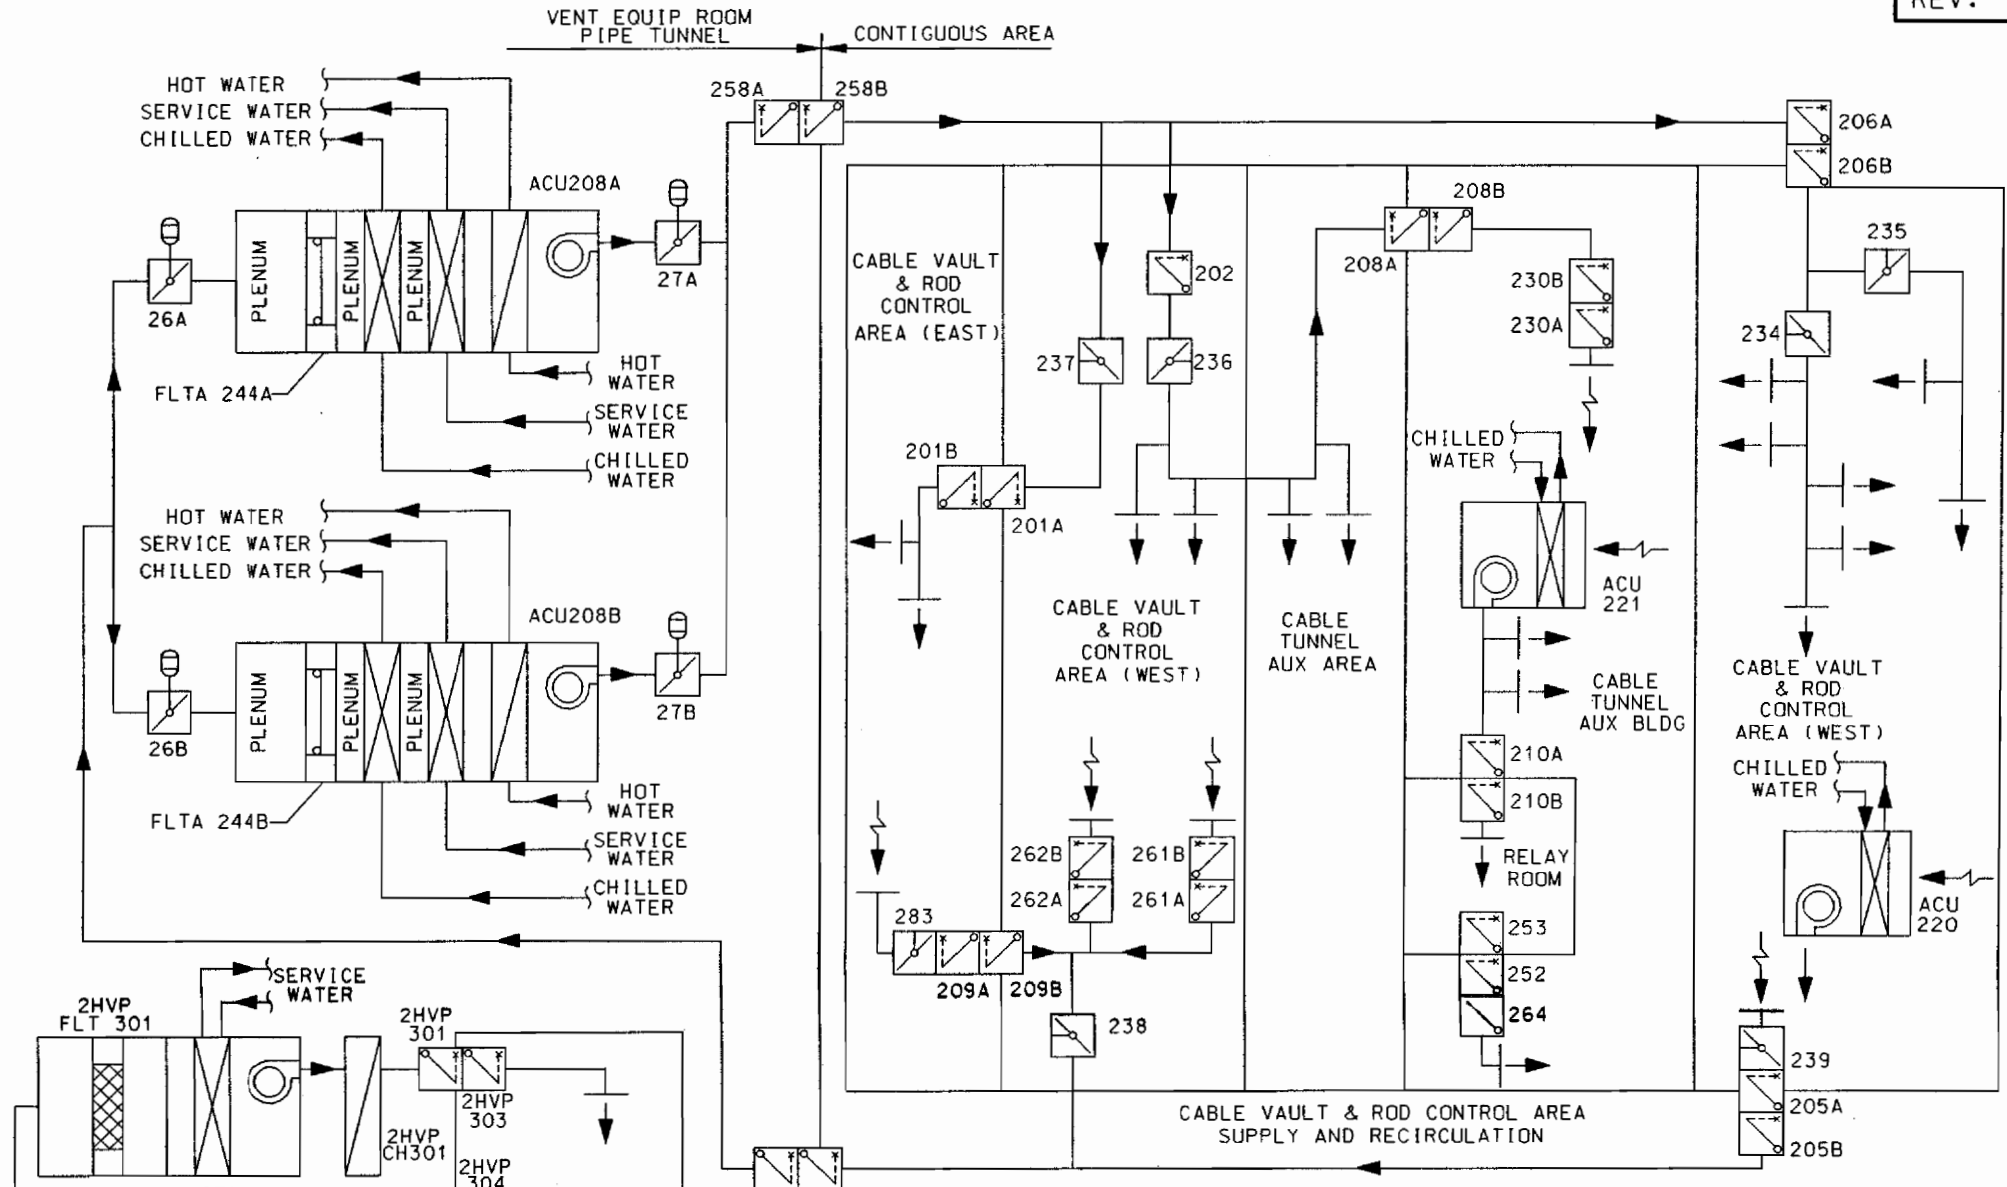 REV.
VENT EQUIP ROOM
PIPE TUNNEL
CONTIGUOUS AREA
HOT WATER
SERVICE WATER
CHILLED WATER
258A
258B
206A
206B
ACU208A
PLENUM
PLENUM
PLENUM
26A
27A
FLTA 244A
HOT
WATER
SERVICE
WATER
CHILLED
WATER
CABLE VAULT
& ROD
CONTROL
AREA (EAST)
202
237
236
208B
208A
230B
230A
235
234
201B
201A
CHILLED
WATER
ACU
221
HOT WATER
SERVICE WATER
CHILLED WATER
ACU208B
PLENUM
PLENUM
PLENUM
26B
27B
FLTA 244B
HOT
WATER
SERVICE
WATER
CHILLED
WATER
CABLE VAULT
& ROD
CONTROL
AREA (WEST)
CABLE
TUNNEL
AUX AREA
CABLE
TUNNEL
AUX BLDG
CABLE VAULT
& ROD
CONTROL
AREA (WEST)
CHILLED
WATER
210A
210B
RELAY
ROOM
262B
262A
261B
261A
283
209A
209B
238
253
252
264
ACU
220
239
205A
205B
SERVICE
WATER
2HVP
FLT 301
2HVP
301
2HVP
303
2HVP
CH301
2HVP
304
CABLE VAULT & ROD CONTROL AREA
SUPPLY AND RECIRCULATION